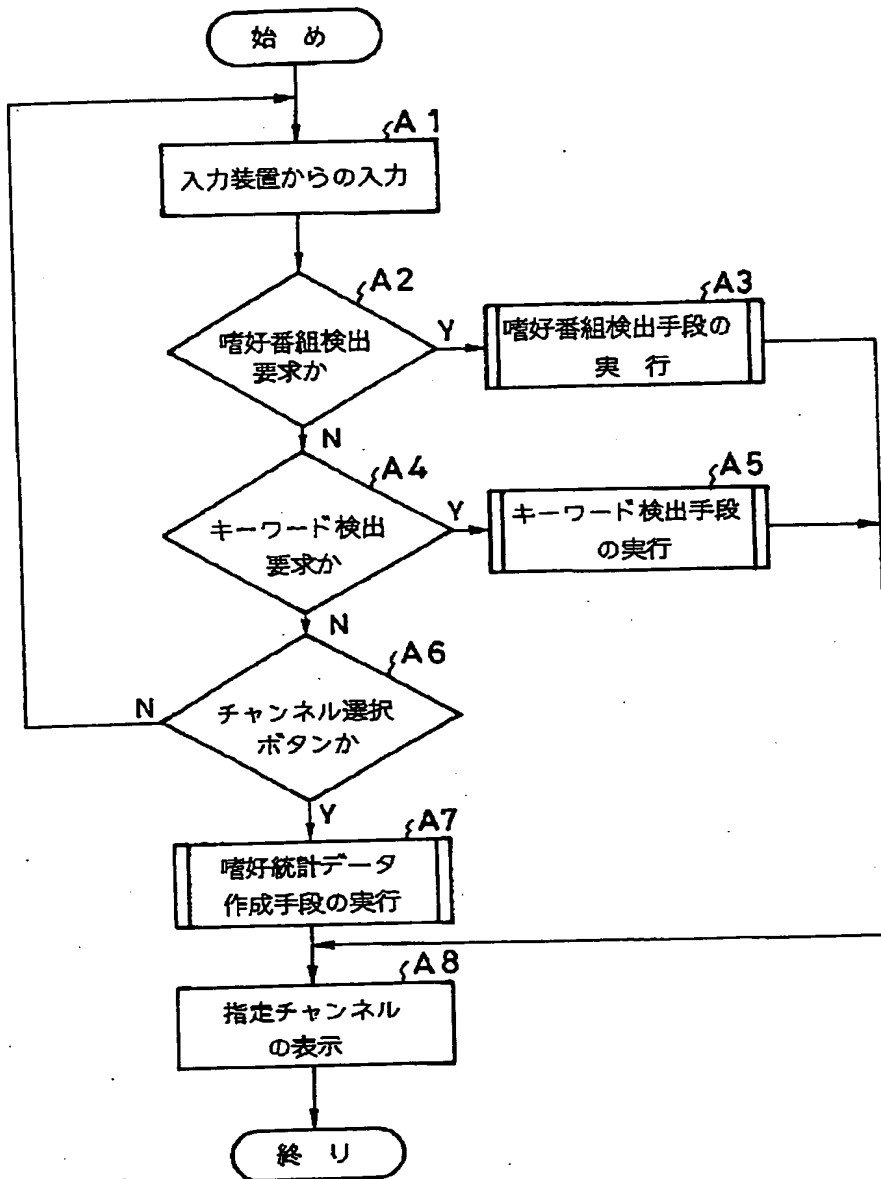 始 め
A1
入力装置からの入力
A2
嗜好番組検出
要求か
Y
A3
嗜好番組検出手段の
実 行
N
A4
キーワード検出
要求か
Y
A5
キーワード検出手段
の実行
N
A6
チャンネル選択
ボタンか
N
Y
A7
嗜好統計データ
作成手段の実行
A8
指定チャンネル
の表示
終 り